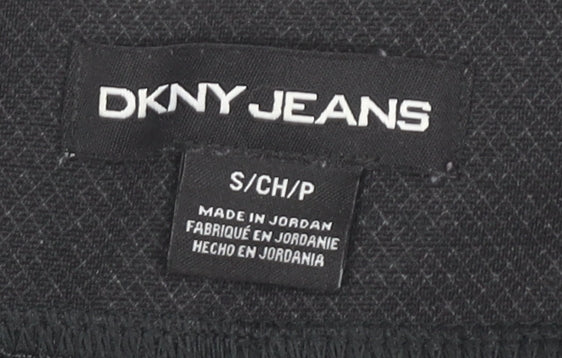 DKNY JEANS
S/CH/P
MADE IN JORDAN
FABRIQUÉ EN JORDANIE
HECHO EN JORDANIA